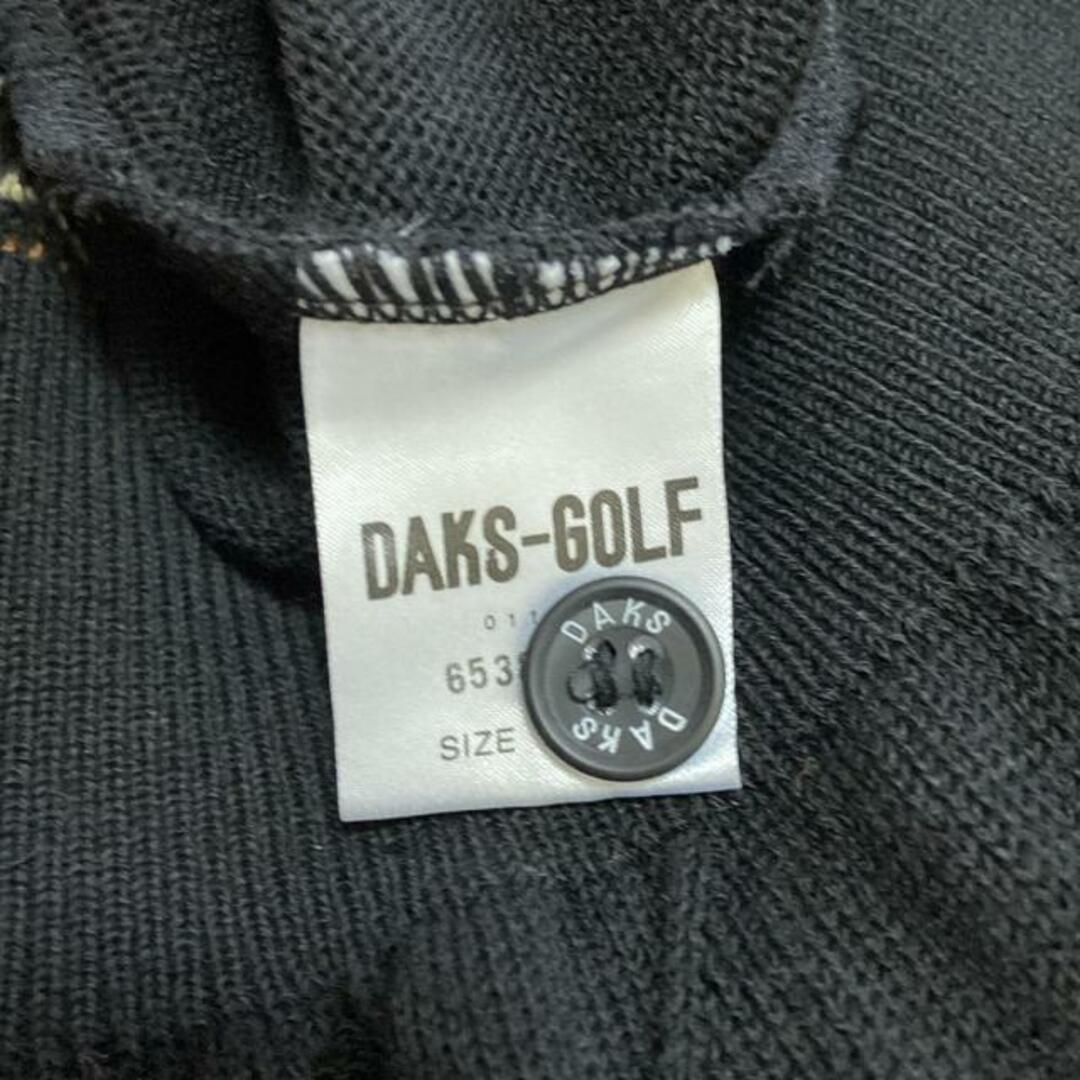 DAKS-GOLF
011
653
SIZE
DAKS
DAKS